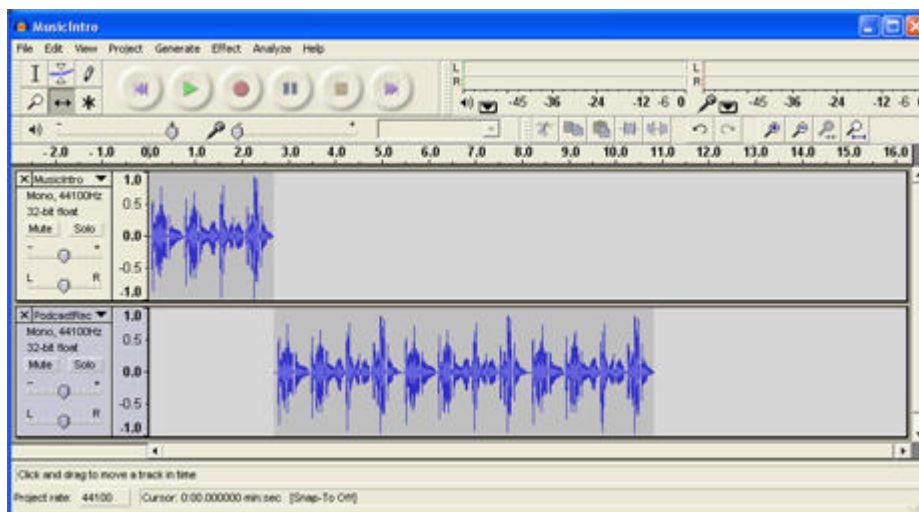 MusicIntro
File Edit View Project Generate Effect Analyze Help
L
R
-45 -36 -24 -12 -6 0
L
R
-45 -36 -24 -12 -6
- 2.0 - 1.0 0,0 1.0 2.0 3.0 4.0 5.0 6.0 7.0 8.0 9.0 10.0 11.0 12.0 13.0 14.0 15.0 16.0
X MusicIntro
Mono, 44100Hz
32-bit float
Mute Solo
- +
L R
1.0
0.5
0.0
-0.5
-1.0
X PodcastRec
Mono, 44100Hz
32-bit float
Mute Solo
- +
L R
1.0
0.5
0.0
-0.5
-1.0
Click and drag to move a track in time
Project rate: 44100 Cursor: 0:00.000000 min:sec [Snap-To Off]